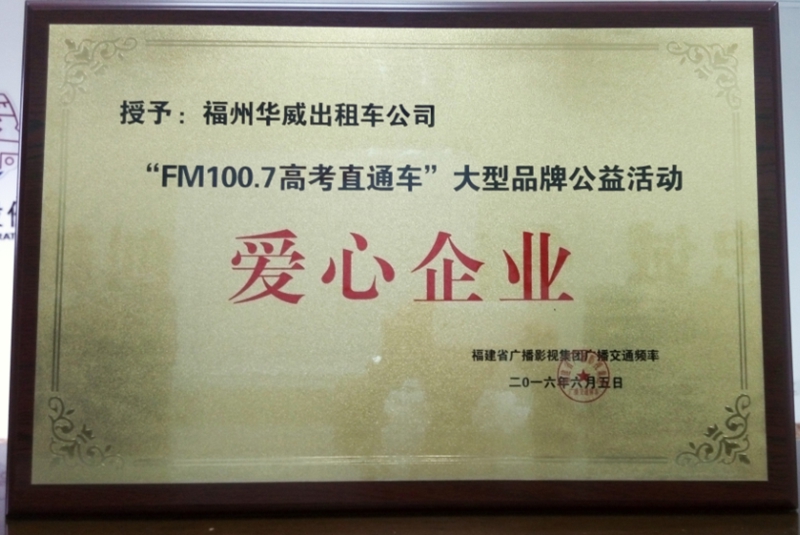 授予：福州华威出租车公司
“FM100.7高考直通车”大型品牌公益活动
爱心企业
福建省广播影视集团广播交通频率
二0一六年六月五日